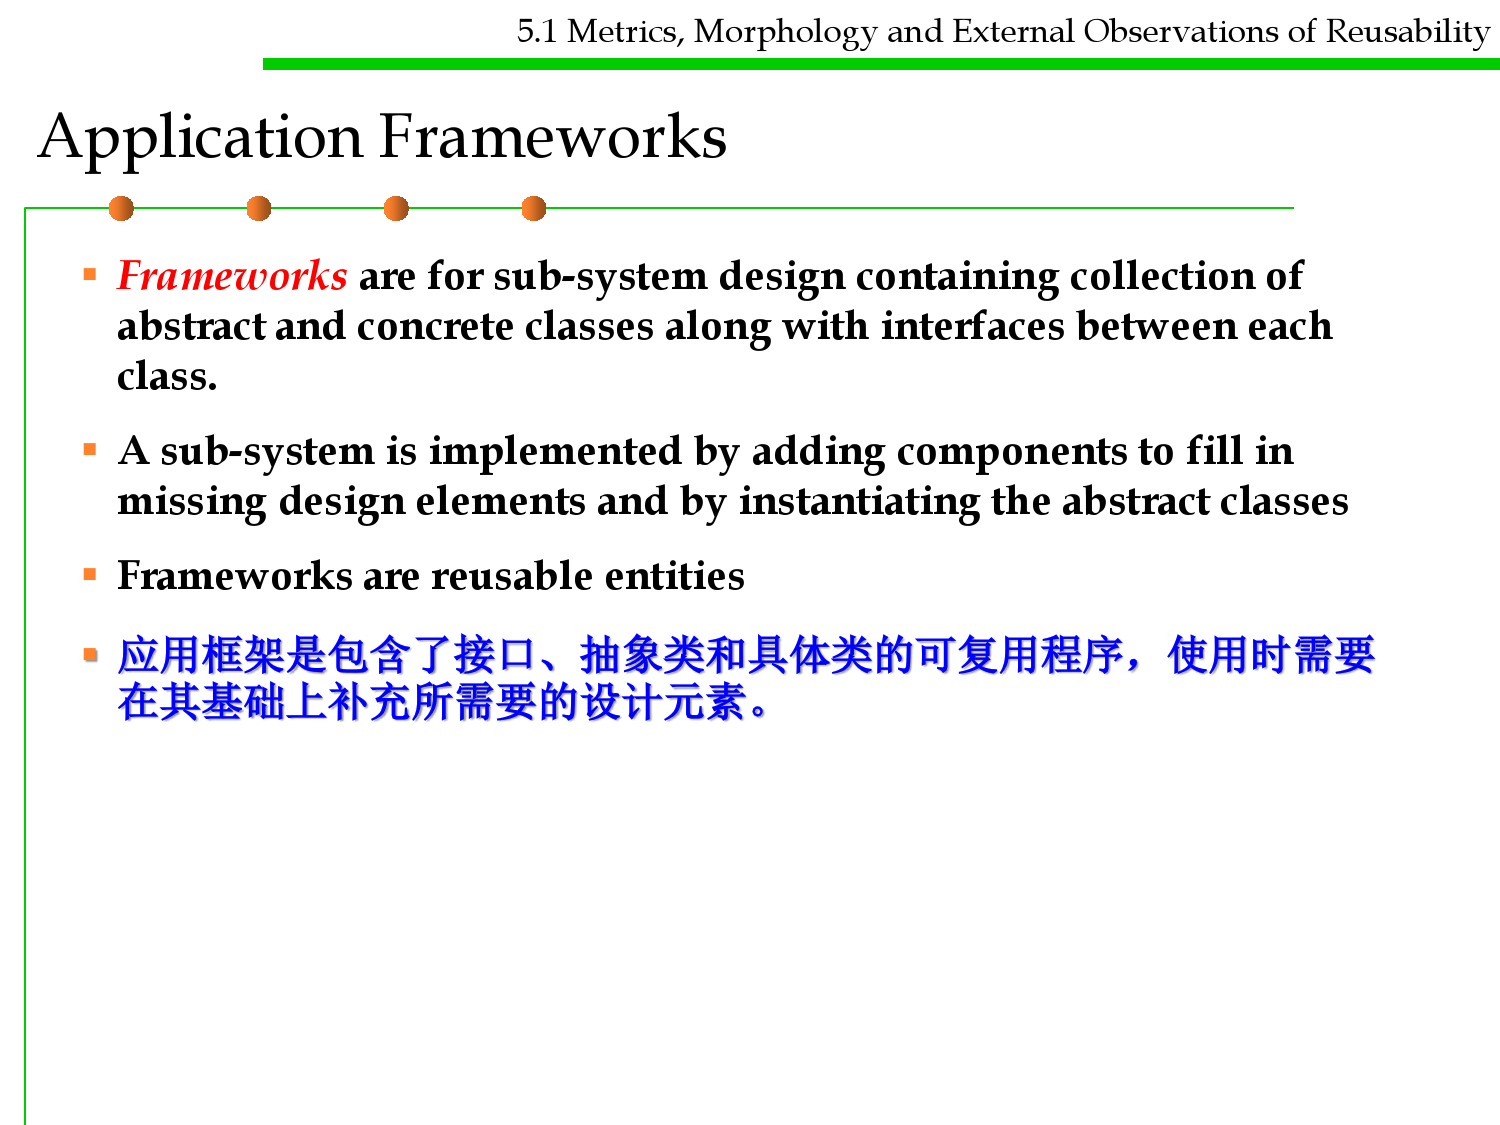 5.1 Metrics, Morphology and External Observations of Reusability
Application Frameworks
Frameworks are for sub-system design containing collection of
abstract and concrete classes along with interfaces between each
class.
A sub-system is implemented by adding components to fill in
missing design elements and by instantiating the abstract classes
Frameworks are reusable entities
应用框架是包含了接口、抽象类和具体类的可复用程序，使用时需要
在其基础上补充所需要的设计元素。